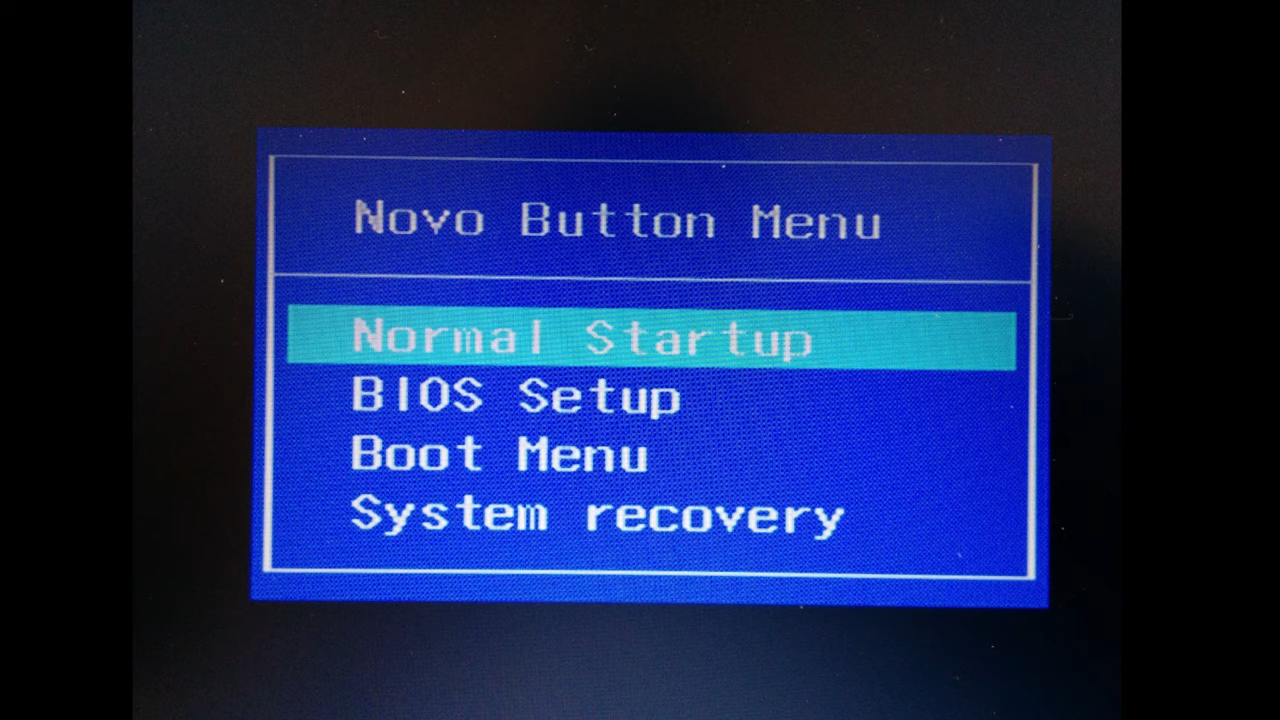 Novo Button Menu
Normal Startup
BIOS Setup
Boot Menu
System recovery